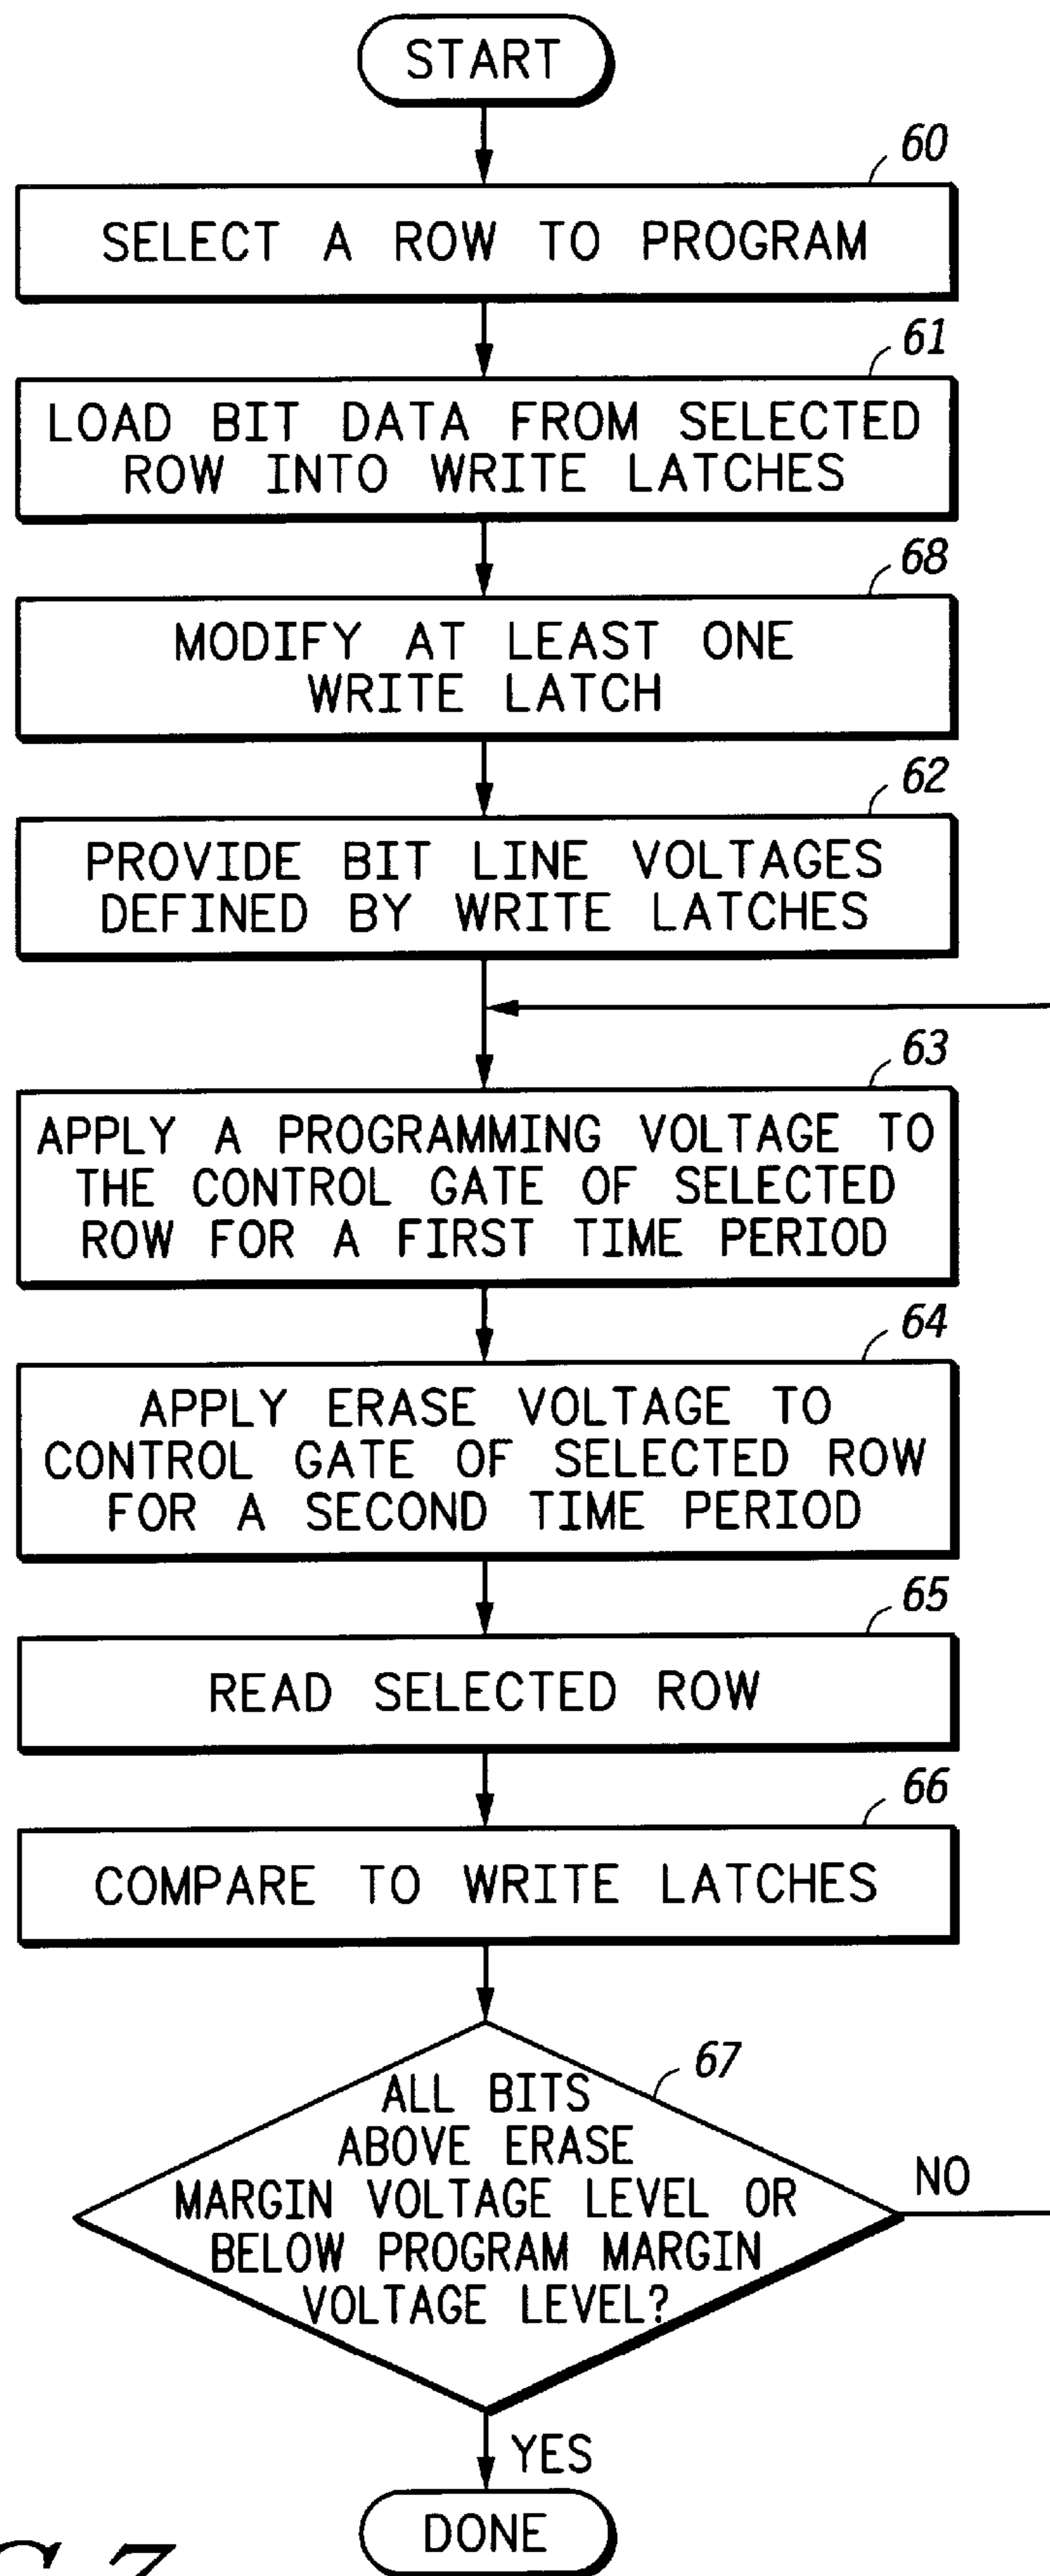 START
60
SELECT A ROW TO PROGRAM
61
LOAD BIT DATA FROM SELECTED
ROW INTO WRITE LATCHES
68
MODIFY AT LEAST ONE
WRITE LATCH
62
PROVIDE BIT LINE VOLTAGES
DEFINED BY WRITE LATCHES
63
APPLY A PROGRAMMING VOLTAGE TO
THE CONTROL GATE OF SELECTED
ROW FOR A FIRST TIME PERIOD
64
APPLY ERASE VOLTAGE TO
CONTROL GATE OF SELECTED ROW
FOR A SECOND TIME PERIOD
65
READ SELECTED ROW
66
COMPARE TO WRITE LATCHES
67
ALL BITS
ABOVE ERASE
MARGIN VOLTAGE LEVEL OR
BELOW PROGRAM MARGIN
VOLTAGE LEVEL?
NO
YES
DONE